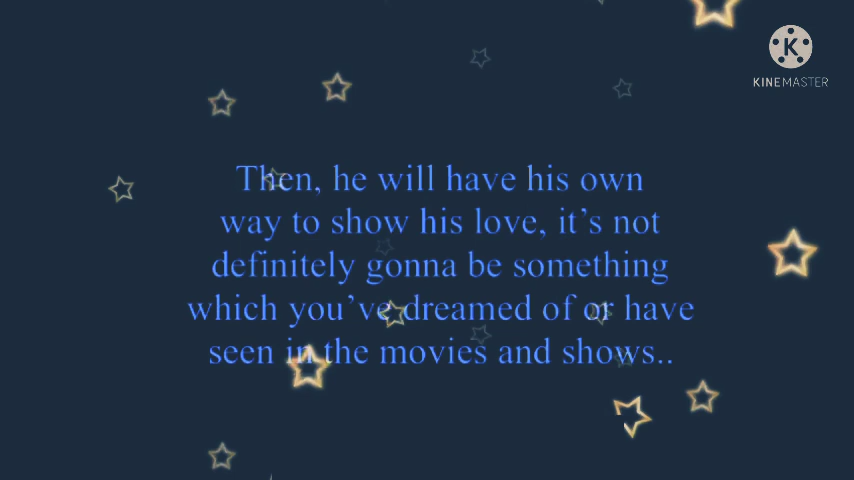 KINEMASTER
Then, he will have his own
way to show his love, it’s not
definitely gonna be something
which you’ve dreamed of or have
seen in the movies and shows..